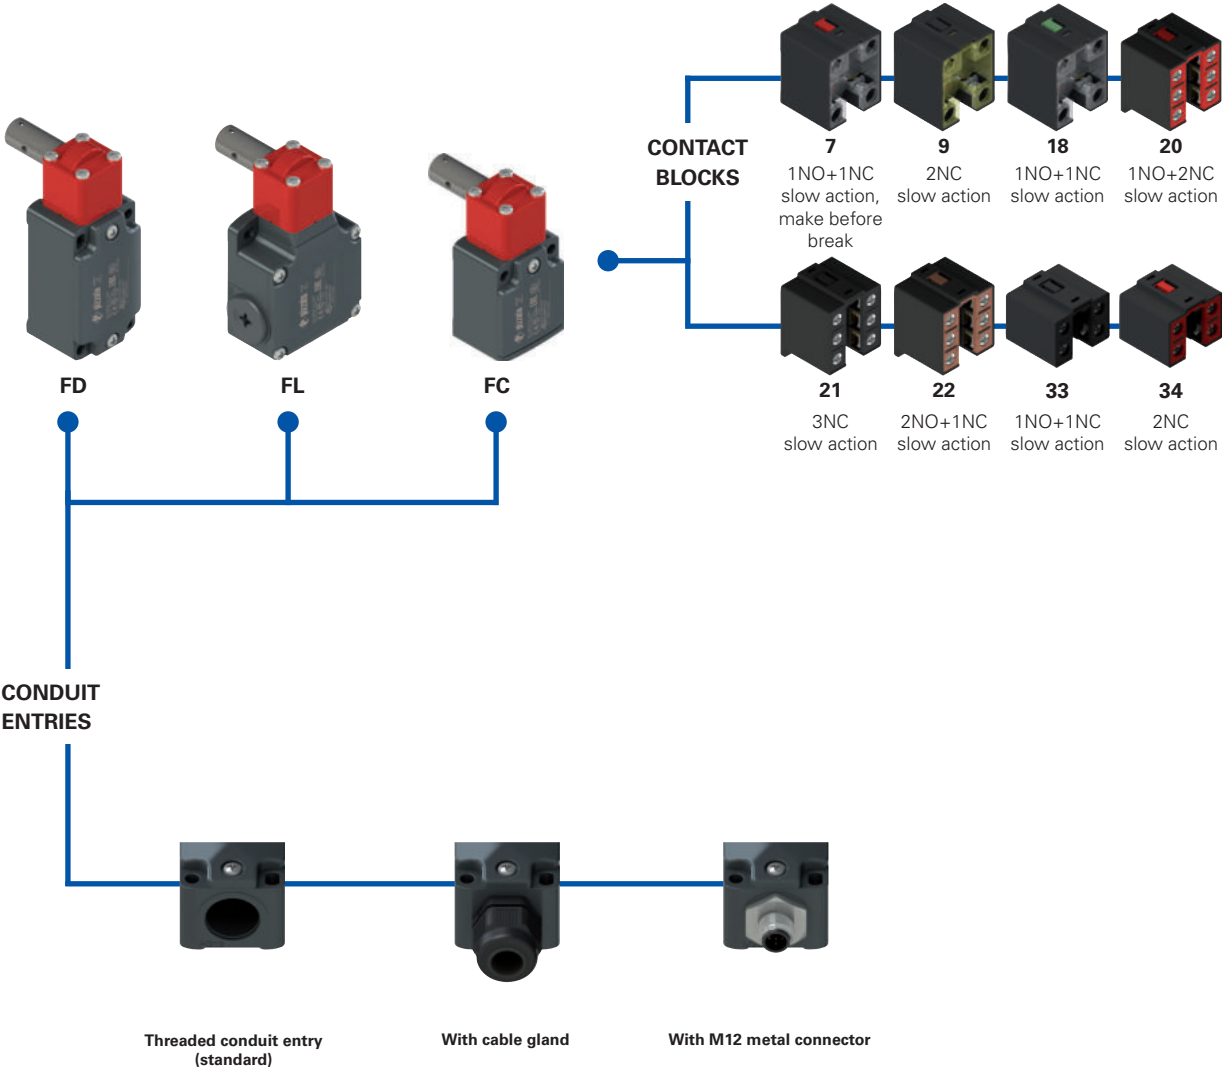 CONTACT
BLOCKS
7
1NO+1NC
slow action,
make before
break
9
2NC
slow action
18
1NO+1NC
slow action
20
1NO+2NC
slow action
21
3NC
slow action
22
2NO+1NC
slow action
33
1NO+1NC
slow action
34
2NC
slow action
FD
FL
FC
CONDUIT
ENTRIES
Threaded conduit entry
(standard)
With cable gland
With M12 metal connector